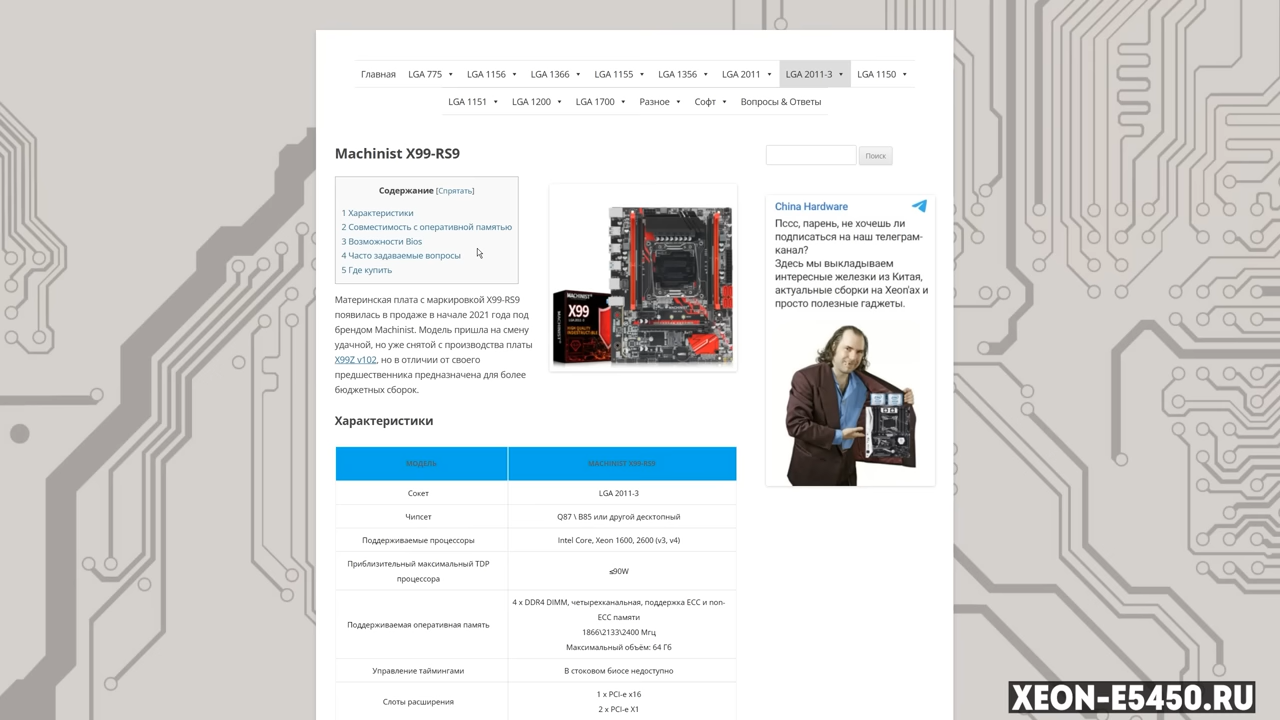 Главная LGA 775 LGA 1156 LGA 1366 LGA 1155 LGA 1356 LGA 2011 LGA 2011-3 LGA 1150
LGA 1151 LGA 1200 LGA 1700 Разное Софт Вопросы & Ответы
Machinist X99-RS9
Поиск
Содержание [Спрятать]
1 Характеристики
2 Совместимость с оперативной памятью
3 Возможности Bios
4 Часто задаваемые вопросы
5 Где купить
MACHINIST
X99
China Hardware
Пссс, парень, не хочешь ли
подписаться на наш телеграм-
канал?
Здесь мы выкладываем
интересные железки из Китая,
актуальные сборки на Xeon'ах и
просто полезные гаджеты.
Материнская плата с маркировкой X99-RS9
появилась в продаже в начале 2021 года под
брендом Machinist. Модель пришла на смену
удачной, но уже снятой с производства платы
X99Z v102, но в отличии от своего
предшественника предназначена для более
бюджетных сборок.
Характеристики
МОДЕЛЬ MACHINIST X99-RS9
Сокет LGA 2011-3
Чипсет Q87 \ B85 или другой десктопный
Поддерживаемые процессоры Intel Core, Xeon 1600, 2600 (v3, v4)
Приблизительный максимальный TDP
процессора
≤90W
Поддерживаемая оперативная память
4 x DDR4 DIMM, четырехканальная, поддержка ECC и non-
ECC памяти
1866\2133\2400 Мгц
Максимальный объём: 64 Гб
Управление таймингами В стоковом биосе недоступно
Слоты расширения
1 x PCI-e x16
2 x PCI-e X1
XEON-E5450.RU